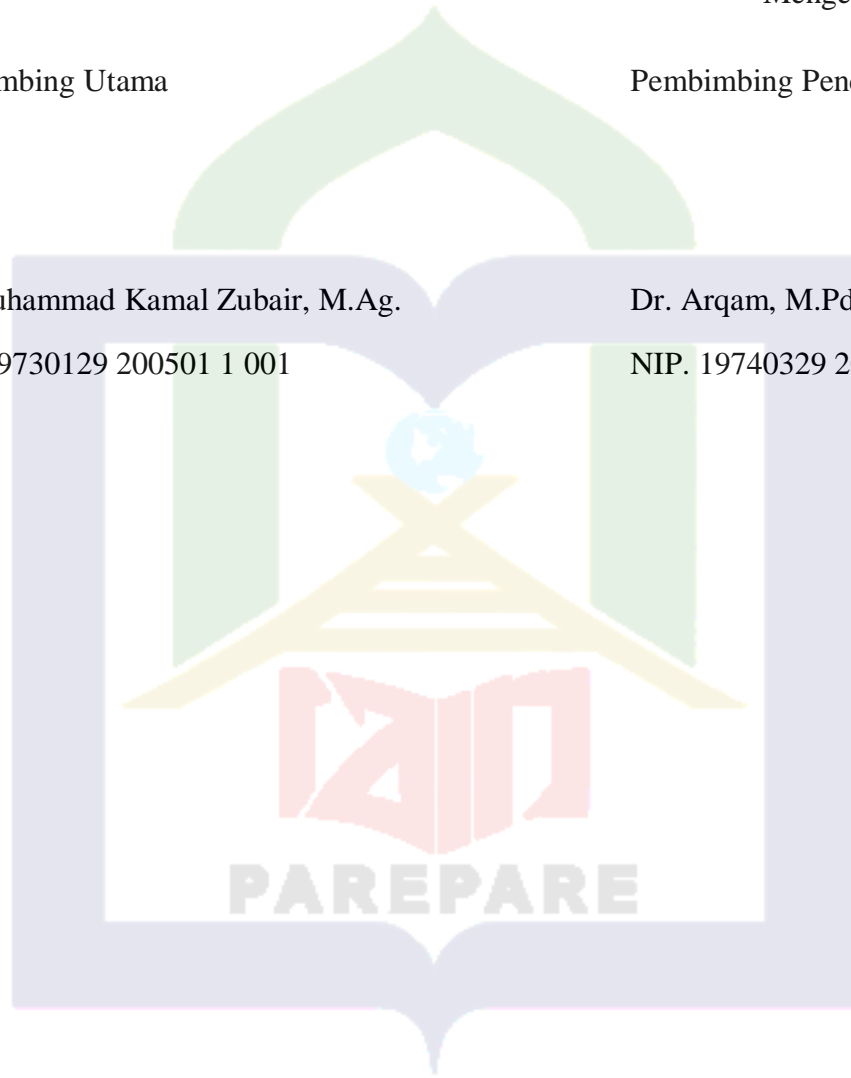 Menge
mbing Utama
Pembimbing Pend
uhammad Kamal Zubair, M.Ag.
Dr. Arqam, M.Pd
9730129 200501 1 001
NIP. 19740329 2
IAIN
PAREPARE